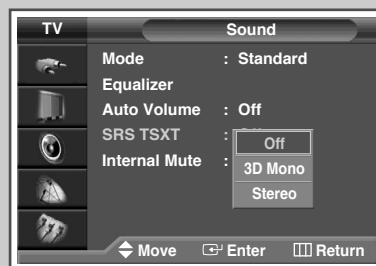 TV Sound
Mode : Standard
Equalizer
Auto Volume : Off
SRS TSXT :
Off
Internal Mute :
3D Mono
Stereo
Move Enter Return